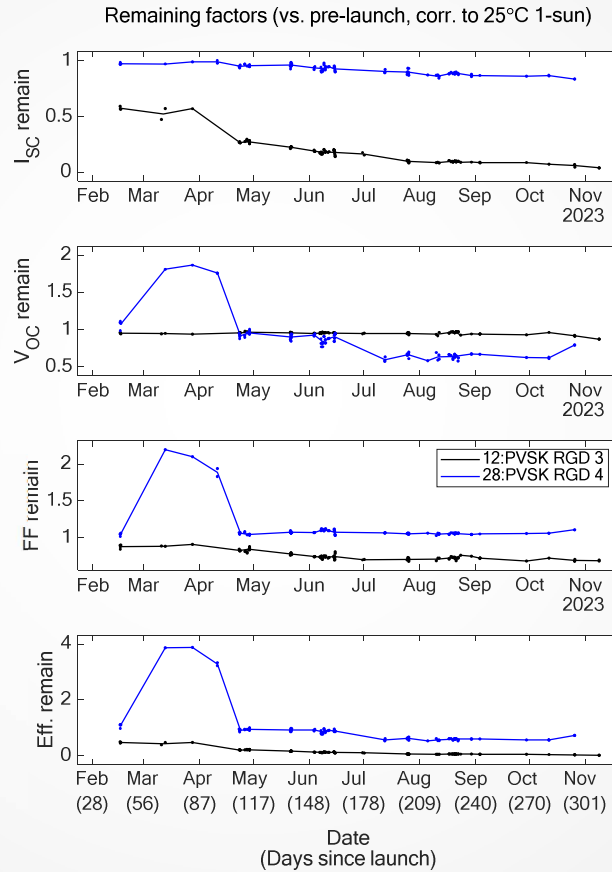 Remaining factors (vs. pre-launch, corr. to 25°C 1-sun)
I_SC remain
1
0.5
0
Feb Mar Apr May Jun Jul Aug Sep Oct Nov
2023
V_OC remain
2
1.5
1
0.5
Feb Mar Apr May Jun Jul Aug Sep Oct Nov
2023
FF remain
2
1
12:PVSK RGD 3
28:PVSK RGD 4
Feb Mar Apr May Jun Jul Aug Sep Oct Nov
2023
Eff. remain
4
2
0
Feb Mar Apr May Jun Jul Aug Sep Oct Nov
(28) (56) (87) (117) (148) (178) (209) (240) (270) (301)
Date
(Days since launch)